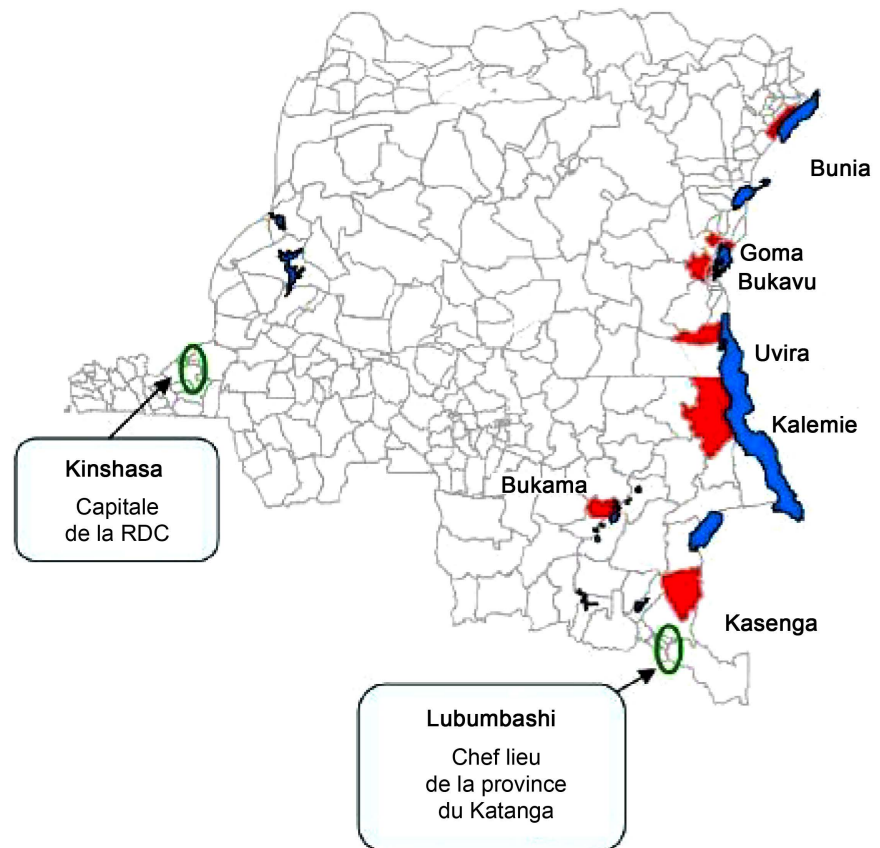 Bunia
Goma
Bukavu
Uvira
Kalemie
Bukama
Kinshasa
Capitale
de la RDC
Kasenga
Lubumbashi
Chef lieu
de la province
du Katanga